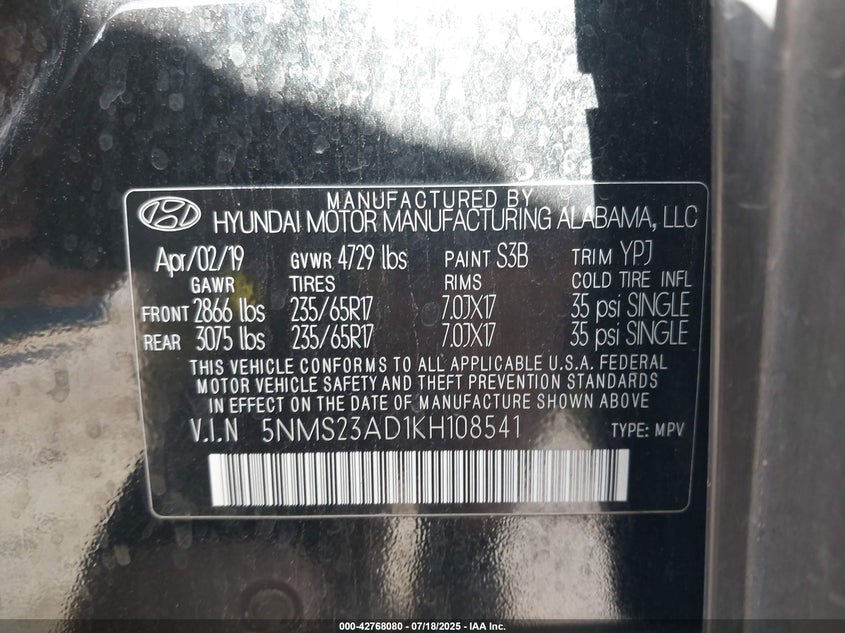 MANUFACTURED BY
HYUNDAI MOTOR MANUFACTURING ALABAMA, LLC
Apr/02/19 GVWR 4729 lbs PAINT S3B TRIM YPJ
GAWR TIRES RIMS COLD TIRE INFL
FRONT 2866 lbs 235/65R17 7.0JX17 35 psi SINGLE
REAR 3075 lbs 235/65R17 7.0JX17 35 psi SINGLE
THIS VEHICLE CONFORMS TO ALL APPLICABLE U.S.A. FEDERAL
MOTOR VEHICLE SAFETY AND THEFT PREVENTION STANDARDS
IN EFFECT ON THE DATE OF MANUFACTURE SHOWN ABOVE
V.I.N 5NMS23AD1KH108541 TYPE: MPV
000-42768080 - 07/18/2025 - IAA Inc.